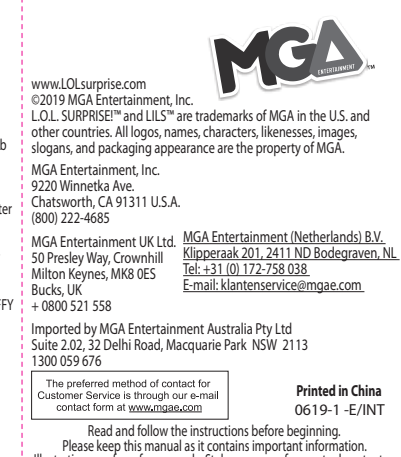 MGA
ENTERTAINMENT™
www.LOLsurprise.com
©2019 MGA Entertainment, Inc.
L.O.L. SURPRISE!™ and LILS™ are trademarks of MGA in the U.S. and
other countries. All logos, names, characters, likenesses, images,
slogans, and packaging appearance are the property of MGA.
MGA Entertainment, Inc.
9220 Winnetka Ave.
Chatsworth, CA 91311 U.S.A.
(800) 222-4685
MGA Entertainment UK Ltd.
50 Presley Way, Crownhill
Milton Keynes, MK8 0ES
Bucks, UK
+ 0800 521 558
MGA Entertainment (Netherlands) B.V.
Klipperaak 201, 2411 ND Bodegraven, NL
Tel: +31 (0) 172-758 038
E-mail: klantenservice@mgae.com
Imported by MGA Entertainment Australia Pty Ltd
Suite 2.02, 32 Delhi Road, Macquarie Park NSW 2113
1300 059 676
The preferred method of contact for
Customer Service is through our e-mail
contact form at www.mgae.com
Printed in China
0619-1 -E/INT
Read and follow the instructions before beginning.
Please keep this manual as it contains important information.